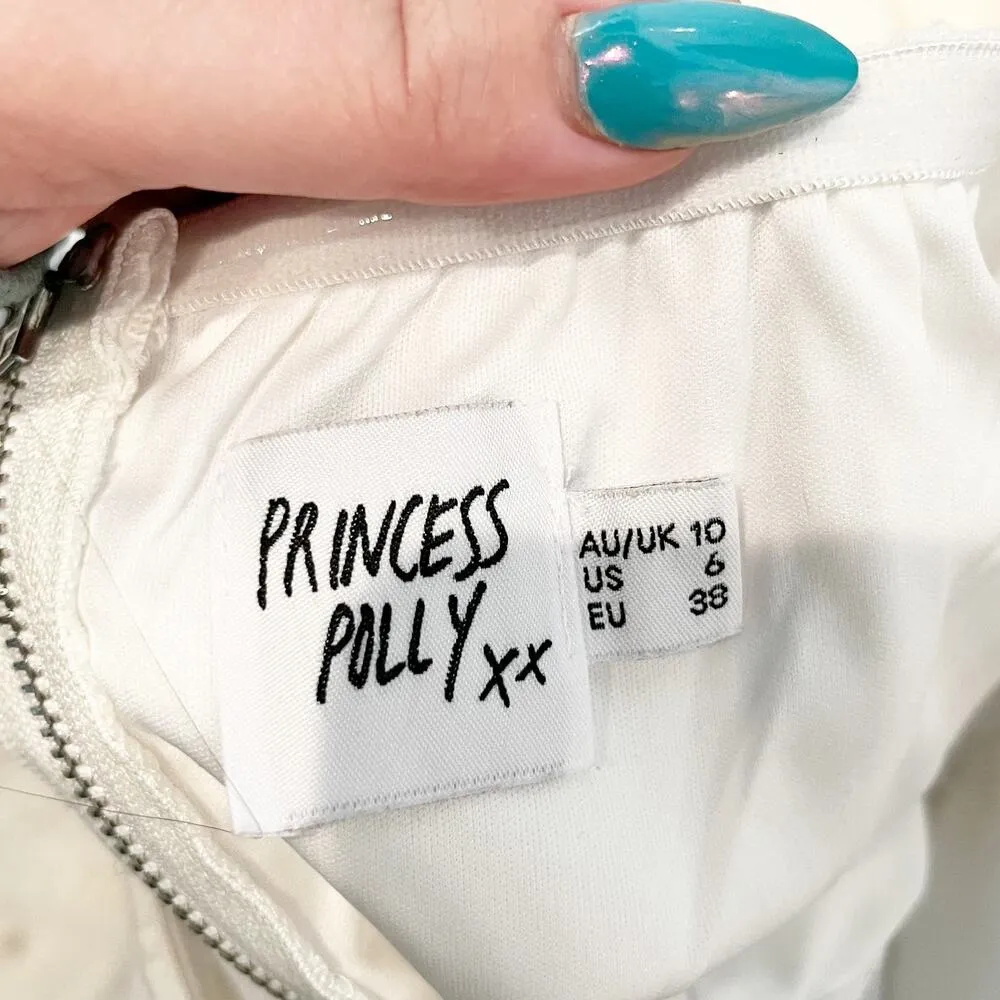 PRINCESS
POLLY xx
AU/UK 10
US 6
EU 38